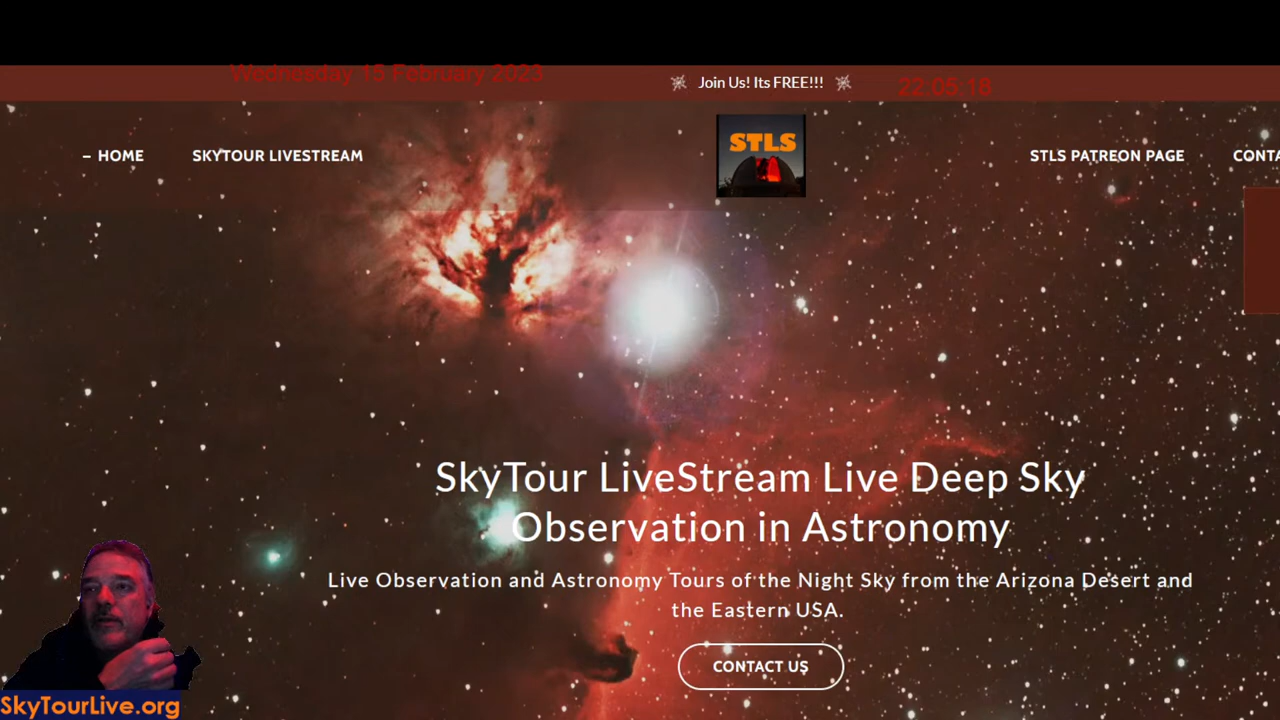 Wednesday 15 February 2023
Join Us! Its FREE!!!
22:05:18
– HOME
SKYTOUR LIVESTREAM
STLS
STLS PATREON PAGE
CONTA
SkyTour LiveStream Live Deep Sky
Observation in Astronomy
Live Observation and Astronomy Tours of the Night Sky from the Arizona Desert and
the Eastern USA.
CONTACT US
SkyTourLive.org